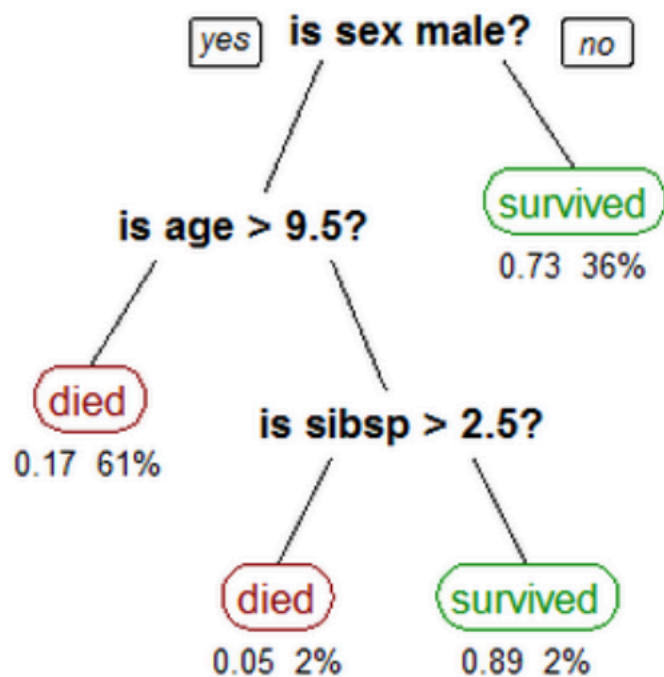 yes is sex male? no
survived
0.73 36%
is age > 9.5?
died
0.17 61%
is sibsp > 2.5?
died survived
0.05 2% 0.89 2%